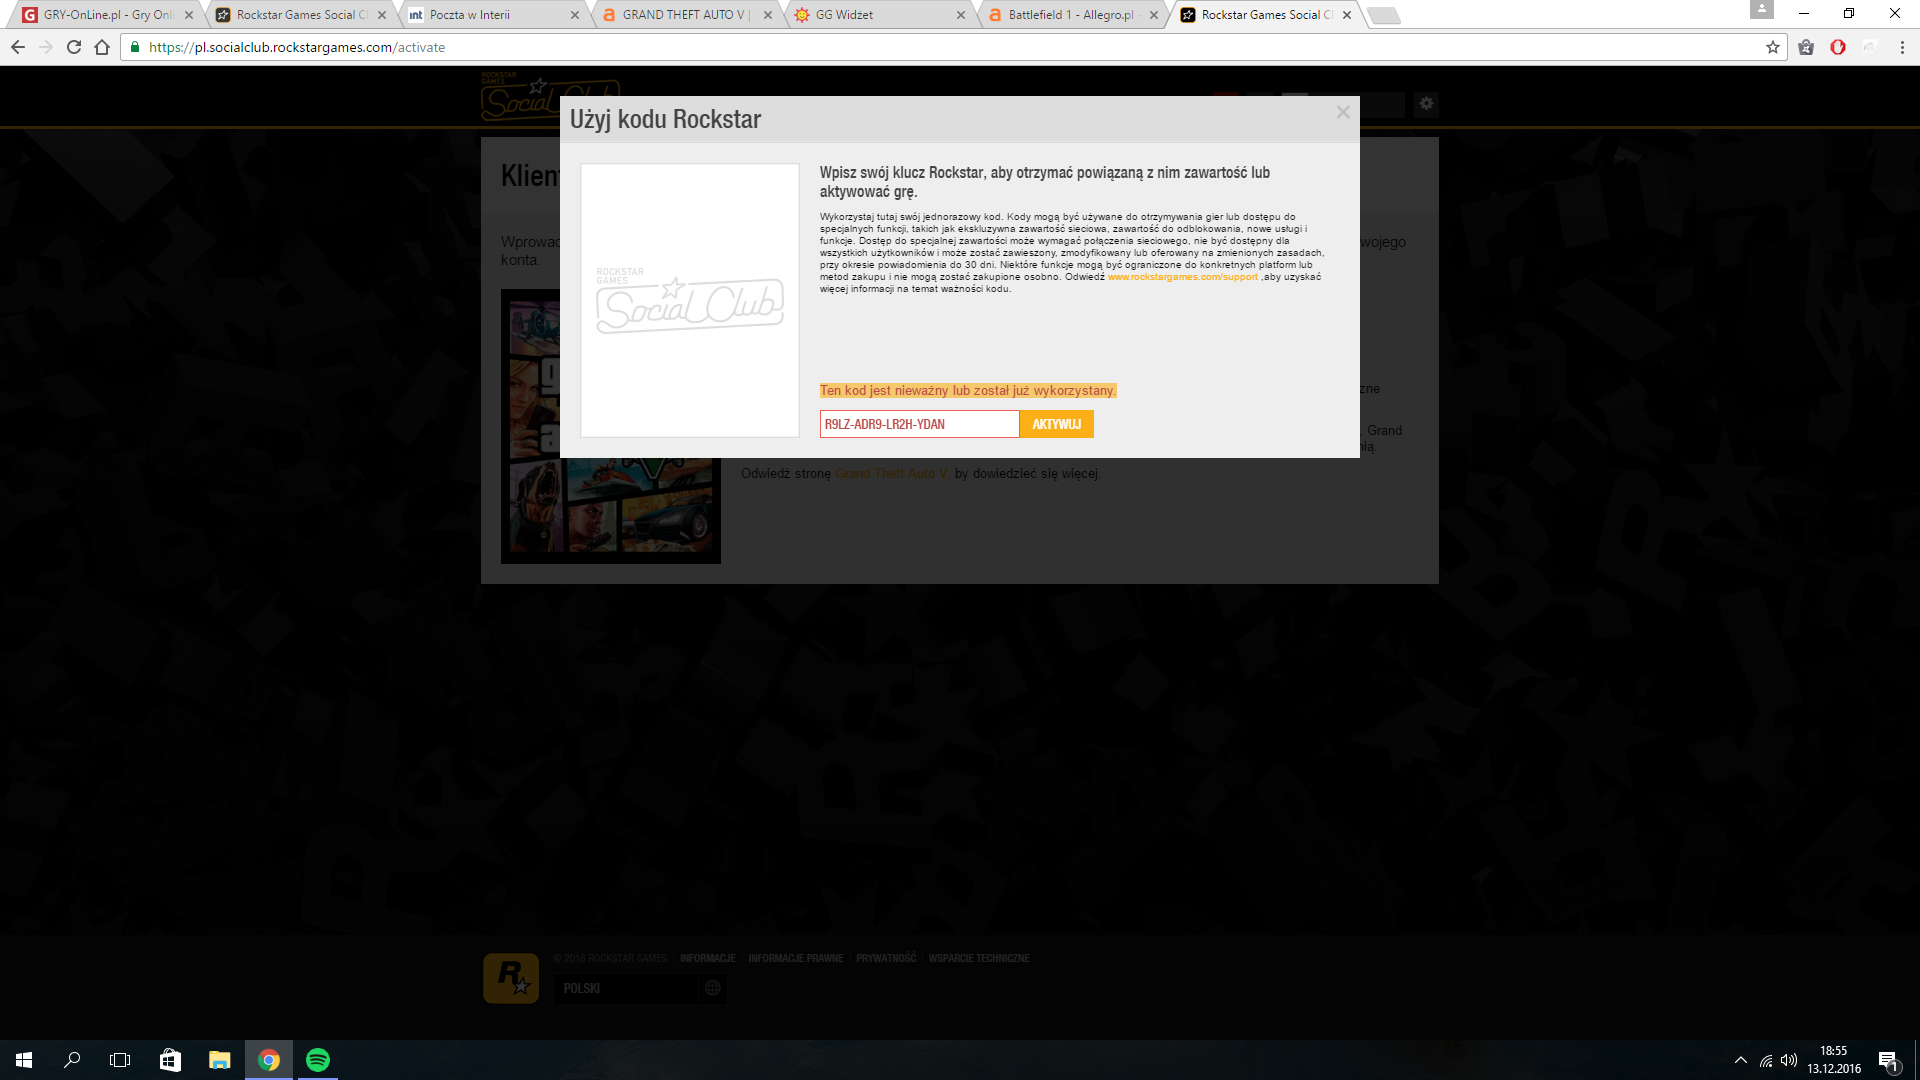 GRY-OnLine.pl - Gry Onl
Rockstar Games Social Cl
Poczta w Interii
GRAND THEFT AUTO V |
GG Widżet
Battlefield 1 - Allegro.pl -
Rockstar Games Social Cl
https://pl.socialclub.rockstargames.com/activate
ROCKSTAR
GAMES
Social Club
Użyj kodu Rockstar
Klient
Wpisz swój klucz Rockstar, aby otrzymać powiązaną z nim zawartość lub
aktywować grę.
Wykorzystaj tutaj swój jednorazowy kod. Kody mogą być używane do otrzymywania gier lub dostępu do
specjalnych funkcji, takich jak ekskluzywna zawartość sieciowa, zawartość do odblokowania, nowe usługi i
funkcje. Dostęp do specjalnej zawartości może wymagać połączenia sieciowego, nie być dostępny dla
wszystkich użytkowników i może zostać zawieszony, zmodyfikowany lub oferowany na zmienionych zasadach,
przy okresie powiadomienia do 30 dni. Niektóre funkcje mogą być ograniczone do konkretnych platform lub
metod zakupu i nie mogą zostać zakupione osobno. Odwiedź www.rockstargames.com/support ,aby uzyskać
więcej informacji na temat ważności kodu.
Wprowad
wojego
konta.
ROCKSTAR
GAMES
Social Club
Ten kod jest nieważny lub został już wykorzystany.
zne
R9LZ-ADR9-LR2H-YDAN
AKTYWUJ
. Grand
nią.
Odwiedź stronę Grand Theft Auto V, by dowiedzieć się więcej.
© 2016 ROCKSTAR GAMES
INFORMACJE
INFORMACJE PRAWNE
PRYWATNOŚĆ
WSPARCIE TECHNICZNE
POLSKI
18:55
13.12.2016
1